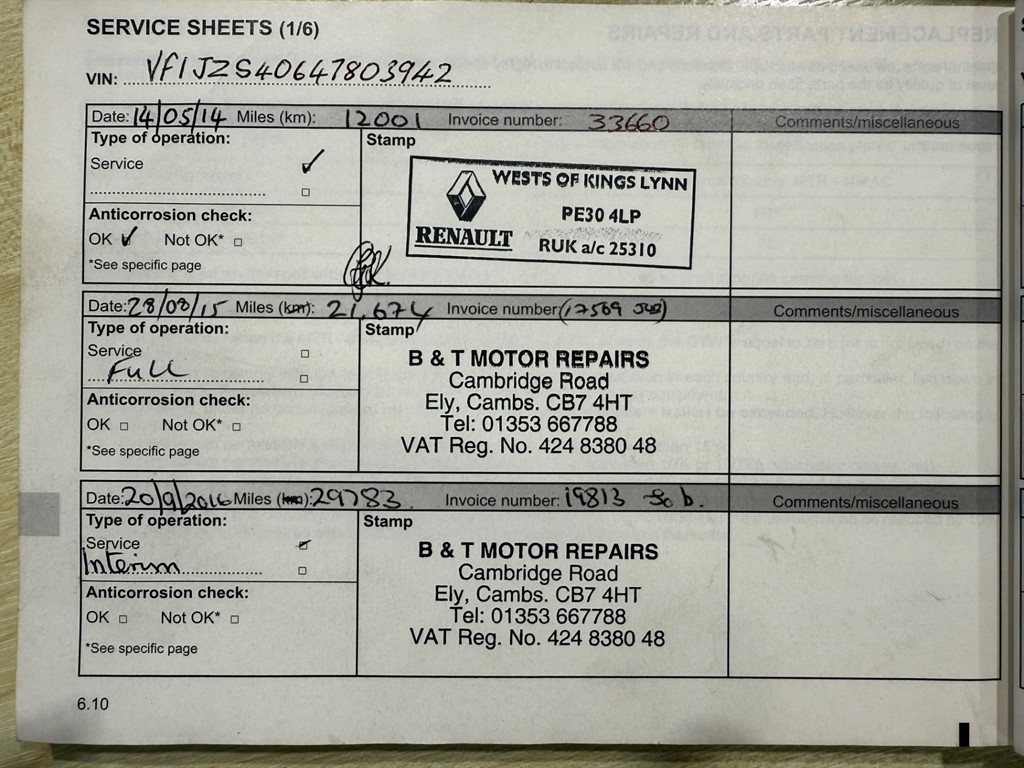 SERVICE SHEETS (1/6)
VIN: VF1JZS40647803942
Date: 14/05/14 Miles (km): 12001 Invoice number: 33660 Comments/miscellaneous
Type of operation:
Stamp
Service
WESTS OF KINGS LYNN
PE30 4LP
RENAULT
RUK a/c 25310
Anticorrosion check:
OK Not OK*
*See specific page
Date: 28/08/15 Miles (km): 21,674 Invoice number: (17569 Job) Comments/miscellaneous
Type of operation:
Stamp
Service
Full
B & T MOTOR REPAIRS
Cambridge Road
Ely, Cambs. CB7 4HT
Tel: 01353 667788
VAT Reg. No. 424 8380 48
Anticorrosion check:
OK Not OK*
*See specific page
Date: 20/9/2016 Miles (km): 29783. Invoice number: 19813 Job.  Comments/miscellaneous
Type of operation:
Stamp
Service
Interim
B & T MOTOR REPAIRS
Cambridge Road
Ely, Cambs. CB7 4HT
Tel: 01353 667788
VAT Reg. No. 424 8380 48
Anticorrosion check:
OK Not OK*
*See specific page
6.10